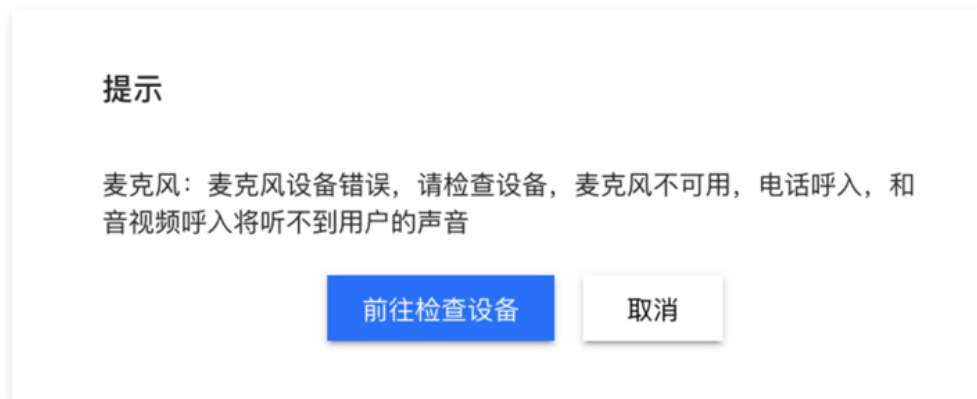 提示
麦克风：麦克风设备错误，请检查设备，麦克风不可用，电话呼入，和
音视频呼入将听不到用户的声音
前往检查设备
取消